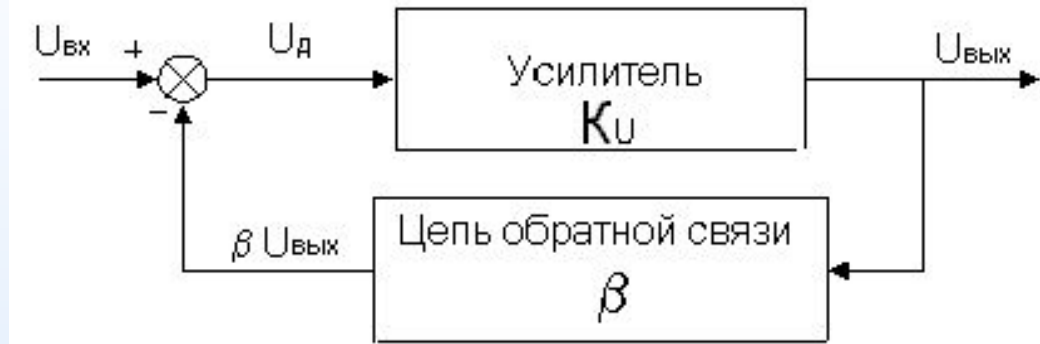 Uвх + Uд Uвых
Усилитель
KU
−
Цепь обратной связи
β Uвых
β